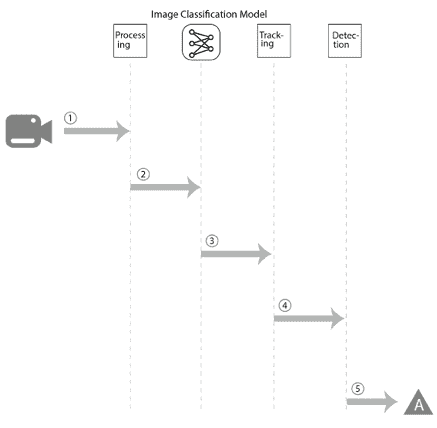 Image Classification Model
Process
ing
Track-
ing
Detec-
tion
①
②
③
④
⑤
A